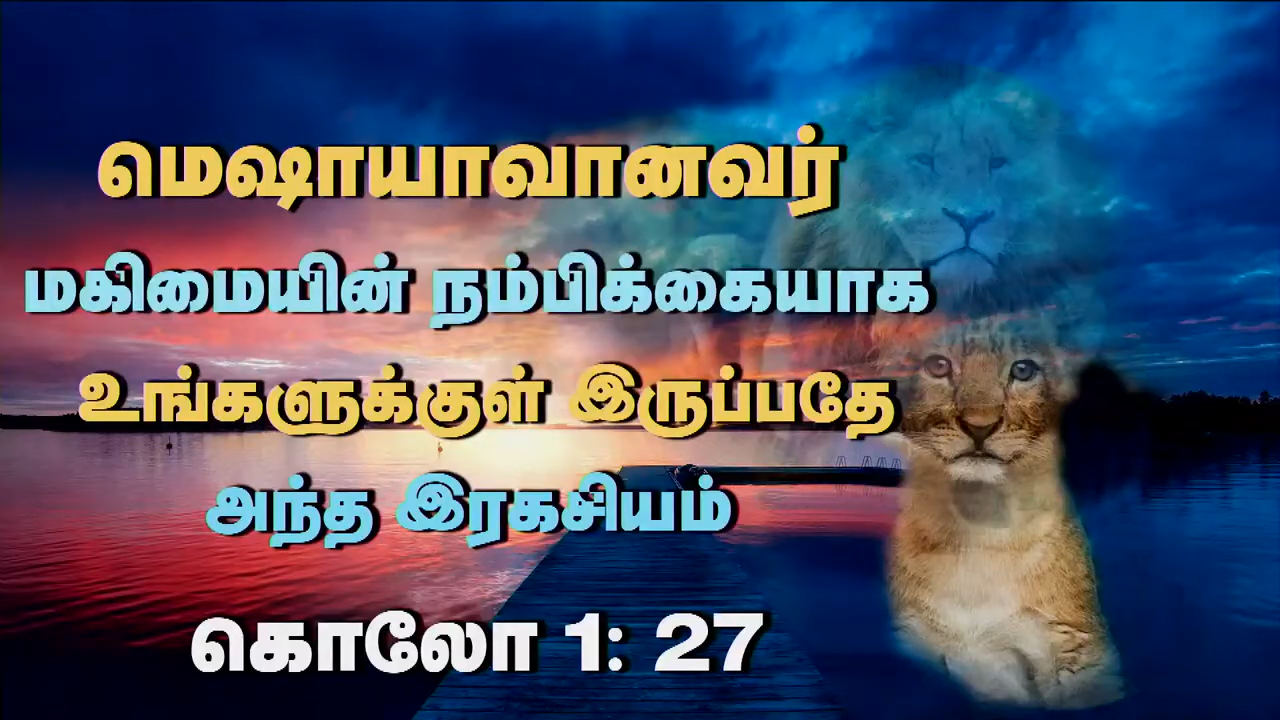 மெஷாயாவானவர்
மகிமையின் நம்பிக்கையாக
உங்களுக்குள் இருப்பதே
அந்த இரகசியம்
கொலோ 1: 27